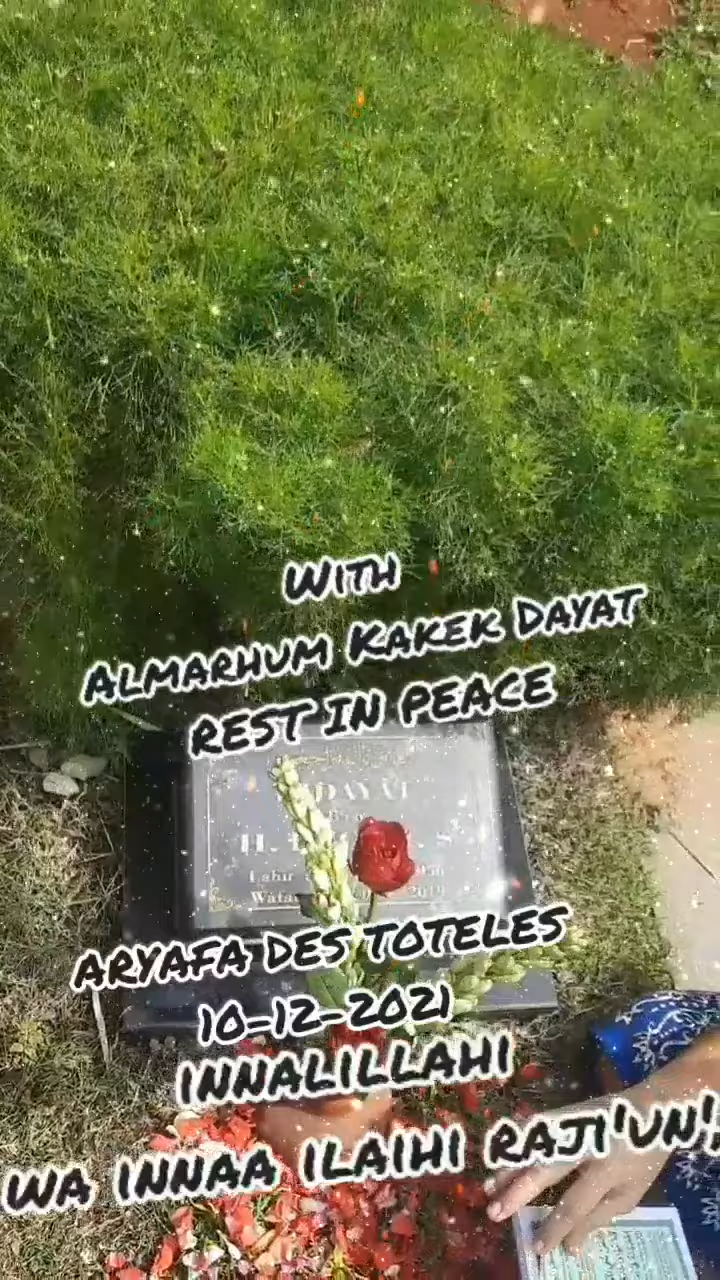 With
Almarhum Kakek Dayat
REST IN PEACE
DAYAT
Lahir
Wafat 2019
ARYAFA DES TOTELES
10-12-2021
INNALILLAHI
WA INNAA ILAIHI RAJI'UN'